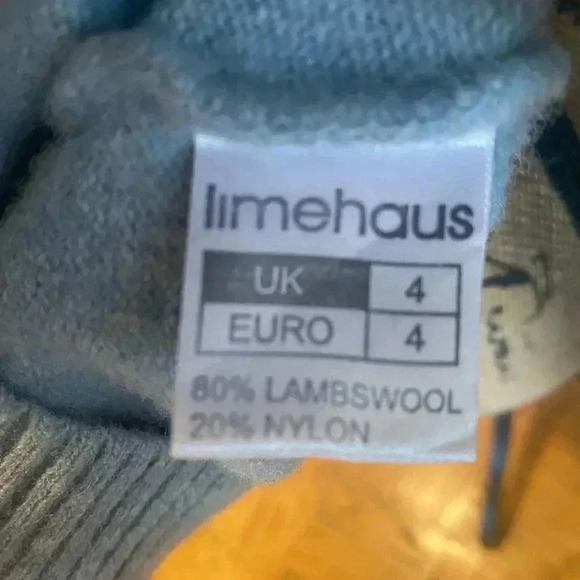 limehaus
UK 4
EURO 4
80% LAMBSWOOL
20% NYLON